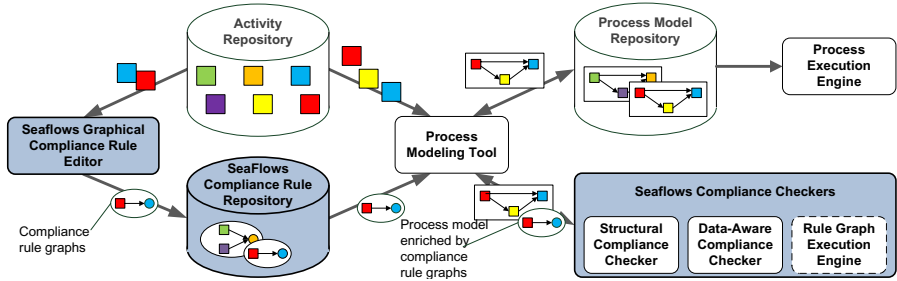 Activity
Repository
Process Model
Repository
Process
Execution
Engine
Seaflows Graphical
Compliance Rule
Editor
Process
Modeling Tool
SeaFlows
Compliance Rule
Repository
Compliance
rule graphs
Process model
enriched by
compliance
rule graphs
Seaflows Compliance Checkers
Structural
Compliance
Checker
Data-Aware
Compliance
Checker
Rule Graph
Execution
Engine